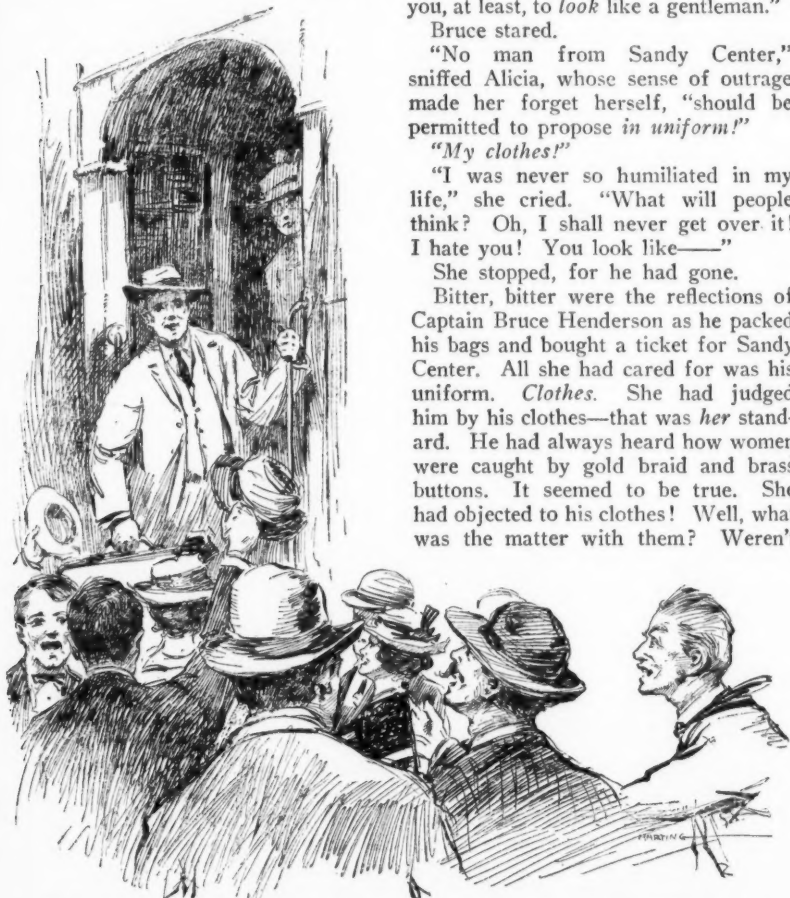 you, at least, to look like a gentleman.”
Bruce stared.
“No man from Sandy Center,”
sniffed Alicia, whose sense of outrage
made her forget herself, “should be
permitted to propose in uniform!”
“My clothes!”
“I was never so humiliated in my
life,” she cried. “What will people
think? Oh, I shall never get over it!
I hate you! You look like——”
She stopped, for he had gone.
Bitter, bitter were the reflections of
Captain Bruce Henderson as he packed
his bags and bought a ticket for Sandy
Center. All she had cared for was his
uniform. Clothes. She had judged
him by his clothes—that was her stand-
ard. He had always heard how women
were caught by gold braid and brass
buttons. It seemed to be true. She
had objected to his clothes! Well, what
was the matter with them? Weren’t